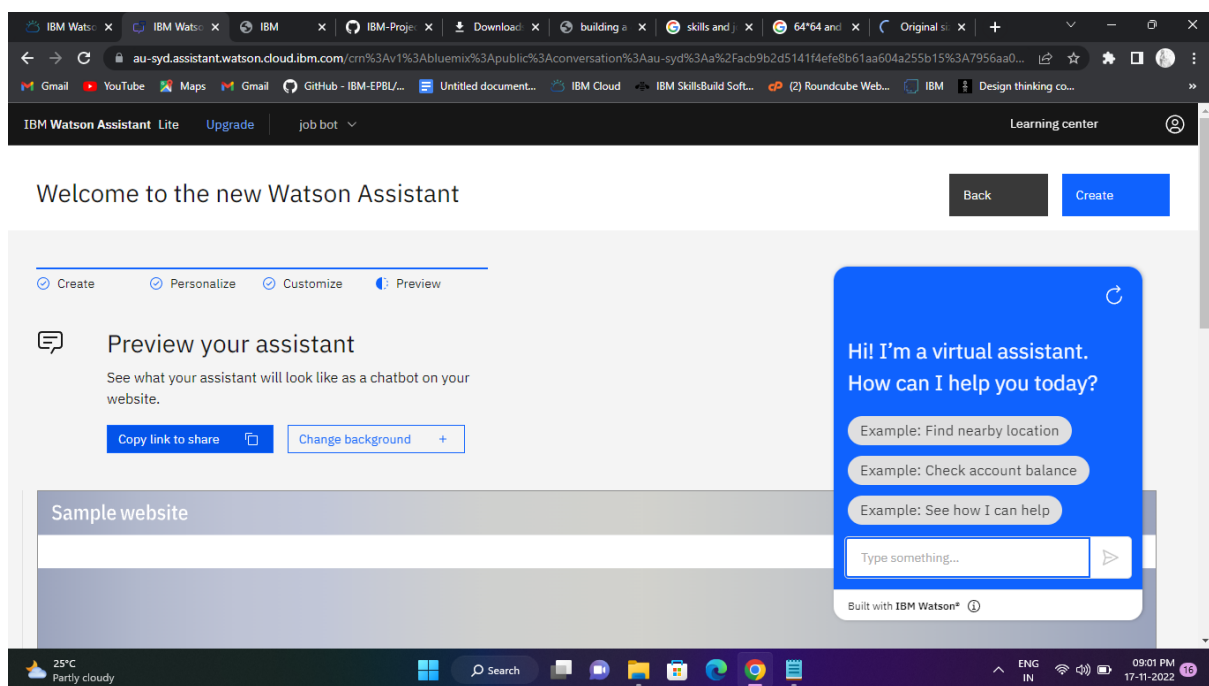 IBM Watso
IBM Watso
IBM
IBM-Proje
Download
building a
skills and j
64*64 and
Original si
au-syd.assistant.watson.cloud.ibm.com/crn%3Av1%3Abluemix%3Apublic%3Aconversation%3Aau-syd%3Aa%2Facb9b2d5141f4efe8b61aa604a255b15%3A7956aa0...
Gmail YouTube Maps Gmail GitHub - IBM-EPBL/... Untitled document... IBM Cloud IBM SkillsBuild Soft... (2) Roundcube Web... IBM Design thinking co... »
IBM Watson Assistant Lite Upgrade job bot Learning center
Welcome to the new Watson Assistant
Back Create
Create Personalize Customize Preview
Preview your assistant
See what your assistant will look like as a chatbot on your
website.
Copy link to share Change background +
Sample website
Hi! I'm a virtual assistant.
How can I help you today?
Example: Find nearby location
Example: Check account balance
Example: See how I can help
Type something...
Built with IBM Watson®
25°C
Partly cloudy
Search
ENG
IN
09:01 PM
17-11-2022
16